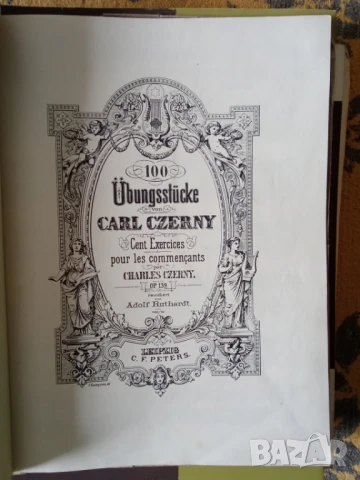 100
Übungsstücke
von
CARL CZERNY
Cent Exercices
pour les commençants
par
CHARLES CZERNY.
OP. 139.
Adolf Ruthardt.
LEIPZIG
C. F. PETERS.
BAZAR